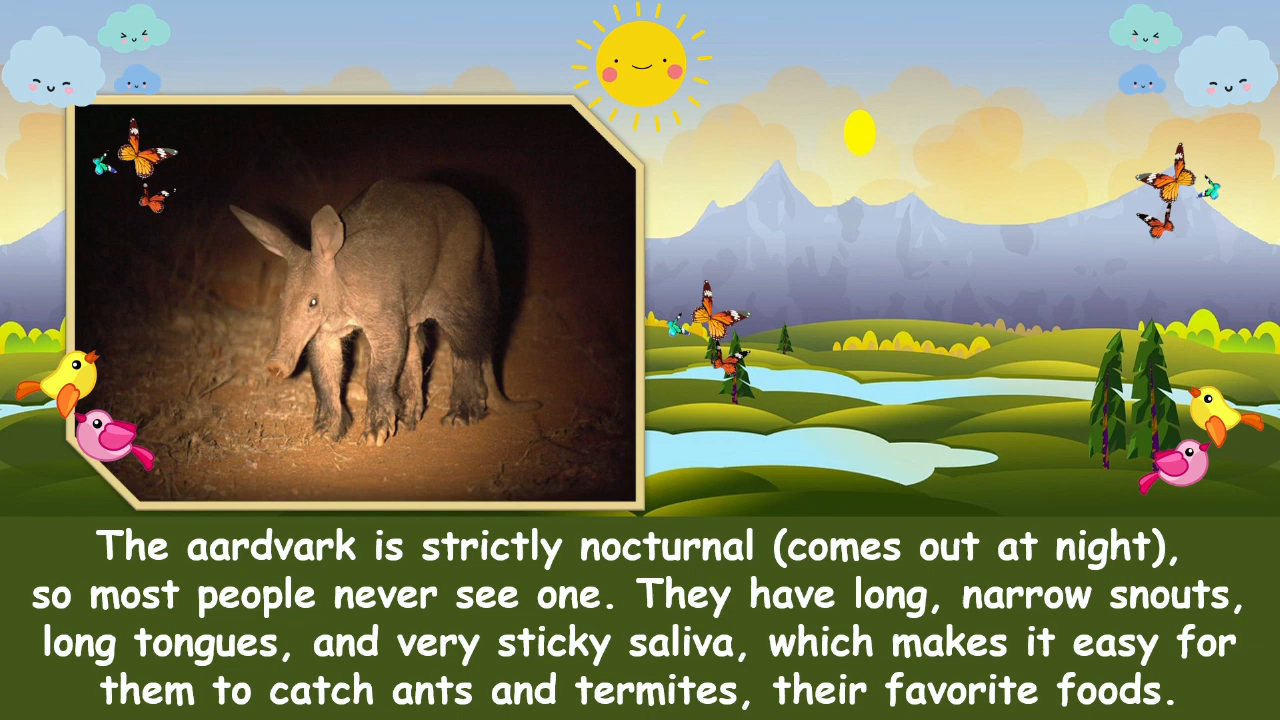 The aardvark is strictly nocturnal (comes out at night),
so most people never see one. They have long, narrow snouts,
long tongues, and very sticky saliva, which makes it easy for
them to catch ants and termites, their favorite foods.